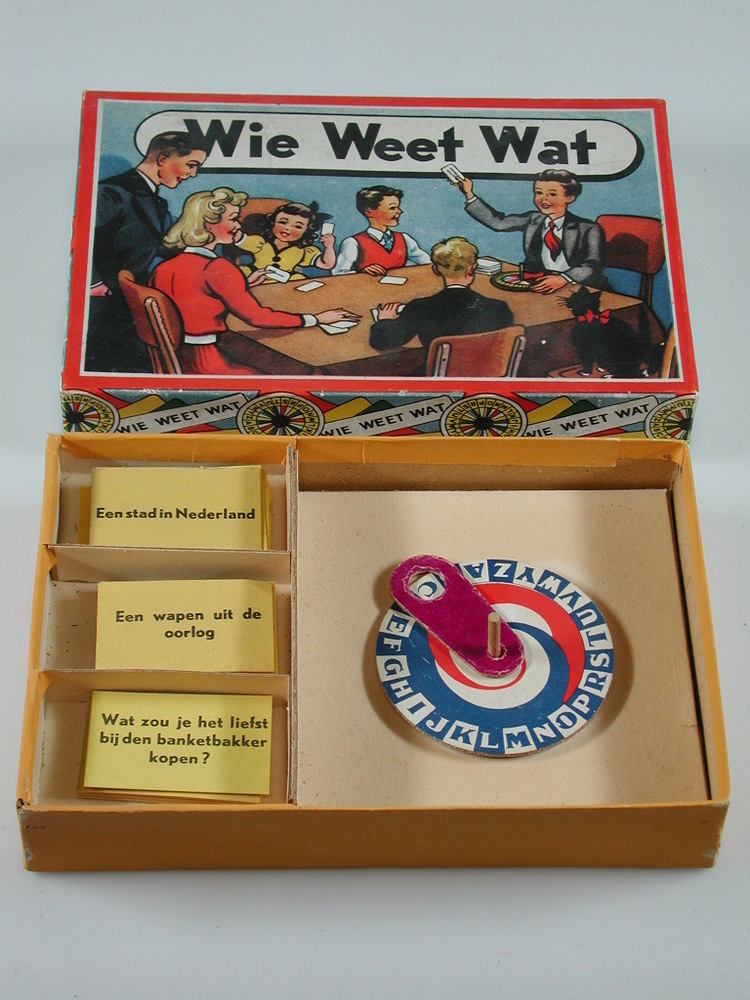 Wie Weet Wat
WIE WEET WAT
WIE WEET WAT
WIE WEET WAT
Een stad in Nederland
Een wapen uit de
oorlog
Wat zou je het liefst
bij den banketbakker
kopen?
A
C
E F G H I J K L M N O P R S T U V W Y Z